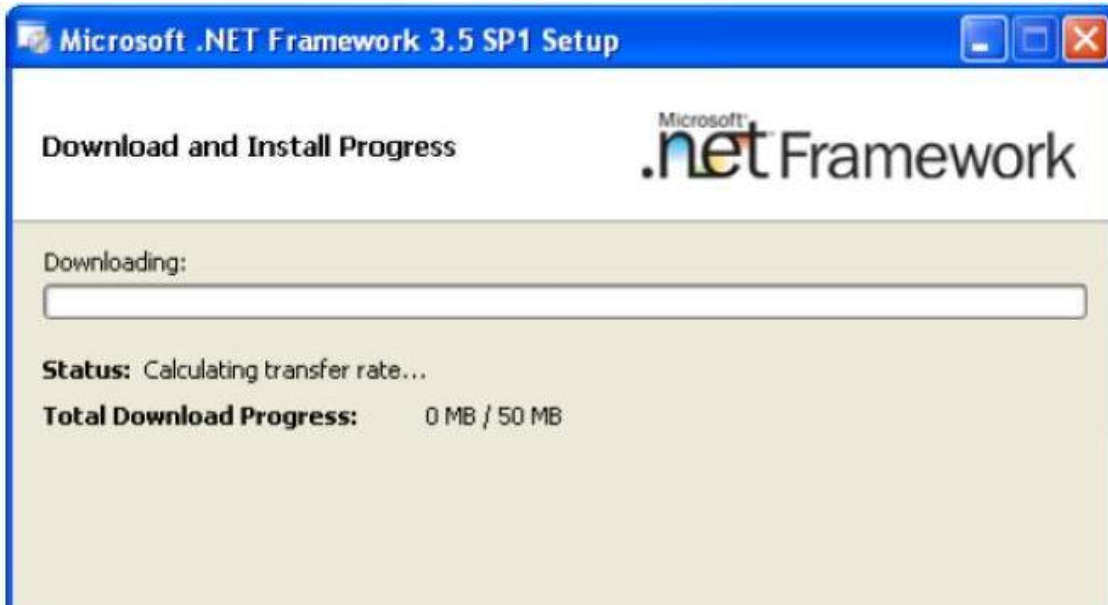 Microsoft .NET Framework 3.5 SP1 Setup
Download and Install Progress
Microsoft
.net Framework
Downloading:
Status: Calculating transfer rate...
Total Download Progress: 0 MB / 50 MB